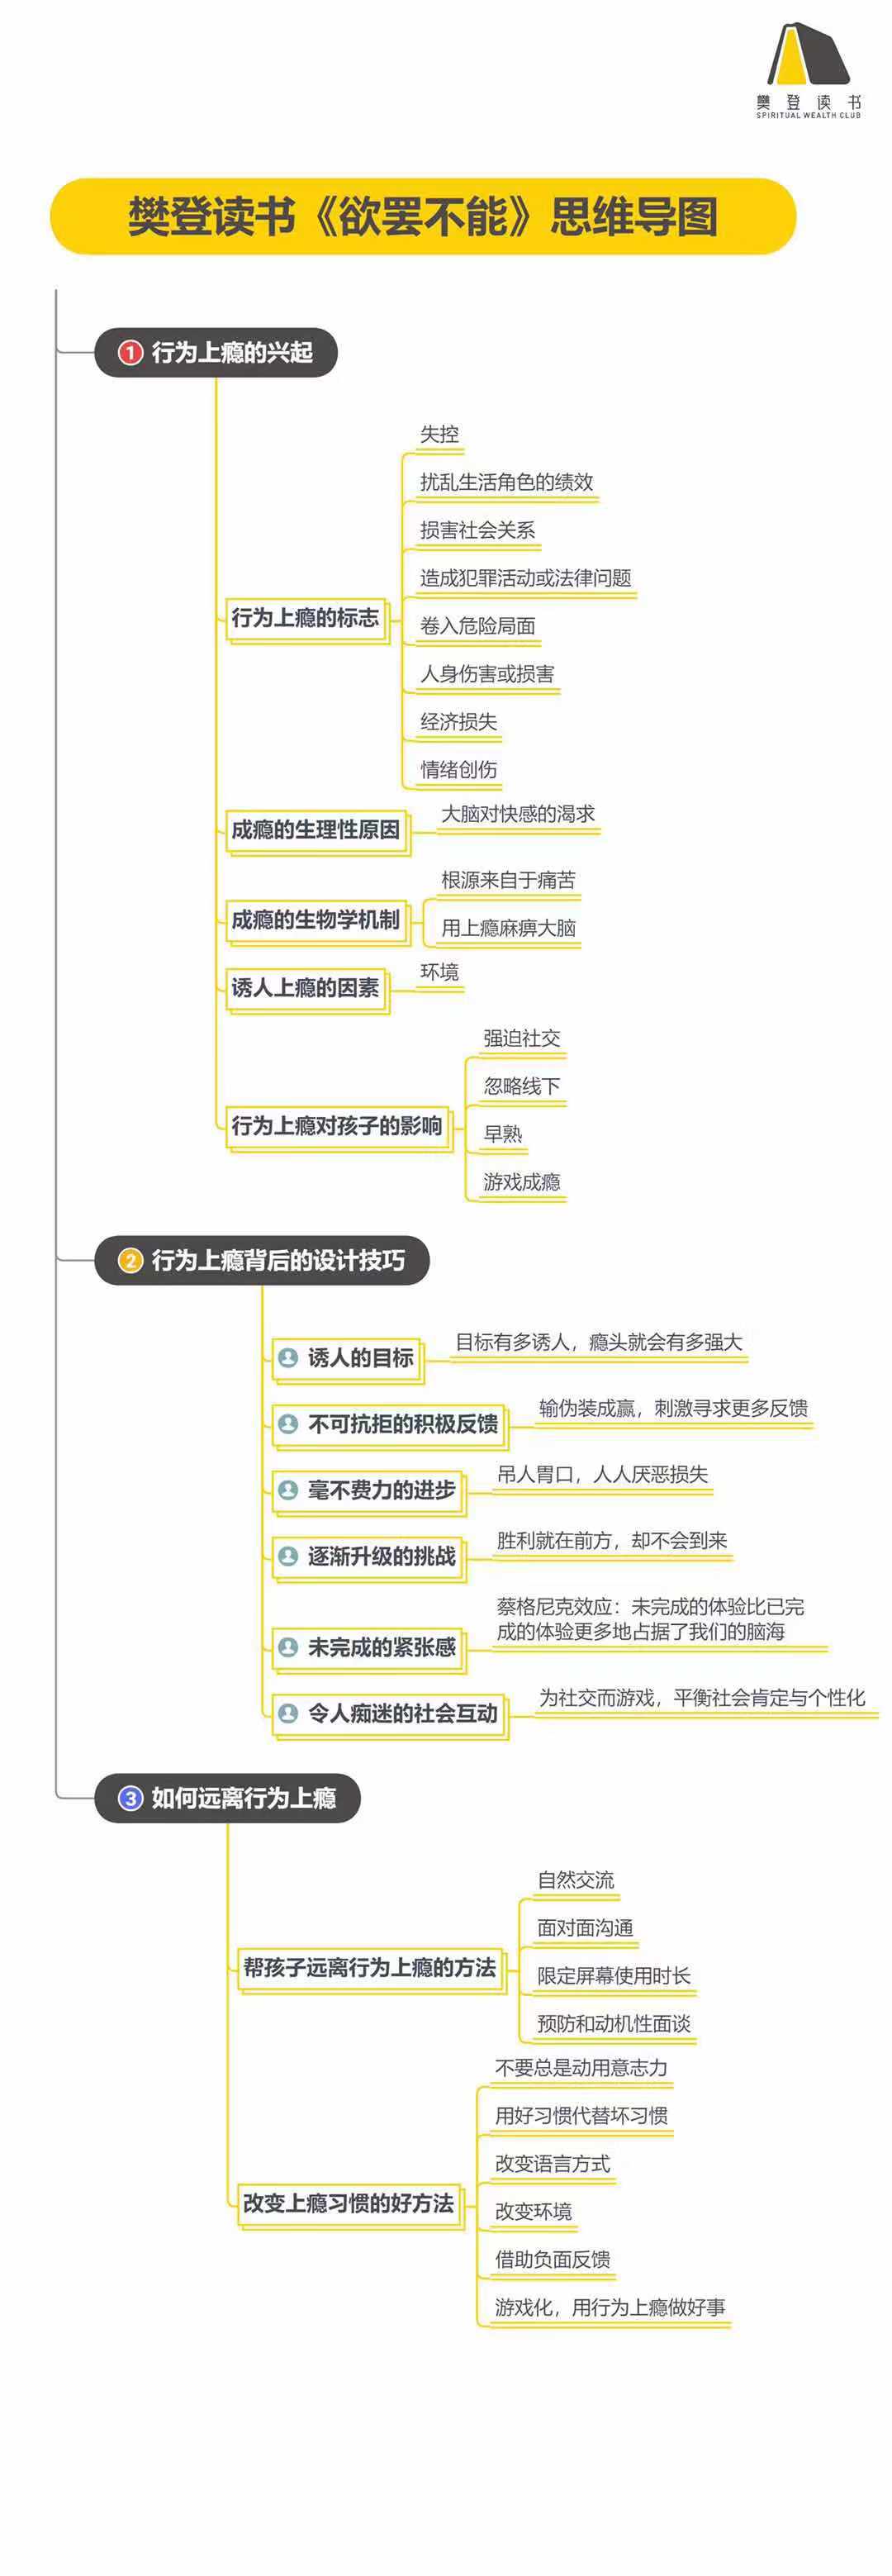 樊登读书
SPIRITUAL WEALTH CLUB
樊登读书《欲罢不能》思维导图
1 行为上瘾的兴起
行为上瘾的标志
失控
扰乱生活角色的绩效
损害社会关系
造成犯罪活动或法律问题
卷入危险局面
人身伤害或损害
经济损失
情绪创伤
成瘾的生理性原因
大脑对快感的渴求
成瘾的生物学机制
根源来自于痛苦
用上瘾麻痹大脑
诱人上瘾的因素
环境
行为上瘾对孩子的影响
强迫社交
忽略线下
早熟
游戏成瘾
2 行为上瘾背后的设计技巧
诱人的目标
目标有多诱人，瘾头就会有多强大
不可抗拒的积极反馈
输伪装成赢，刺激寻求更多反馈
毫不费力的进步
吊人胃口，人人厌恶损失
逐渐升级的挑战
胜利就在前方，却不会到来
未完成的紧张感
蔡格尼克效应：未完成的体验比已完
成的体验更多地占据了我们的脑海
令人痴迷的社会互动
为社交而游戏，平衡社会肯定与个性化
3 如何远离行为上瘾
帮孩子远离行为上瘾的方法
自然交流
面对面沟通
限定屏幕使用时长
预防和动机性面谈
改变上瘾习惯的好方法
不要总是动用意志力
用好习惯代替坏习惯
改变语言方式
改变环境
借助负面反馈
游戏化，用行为上瘾做好事